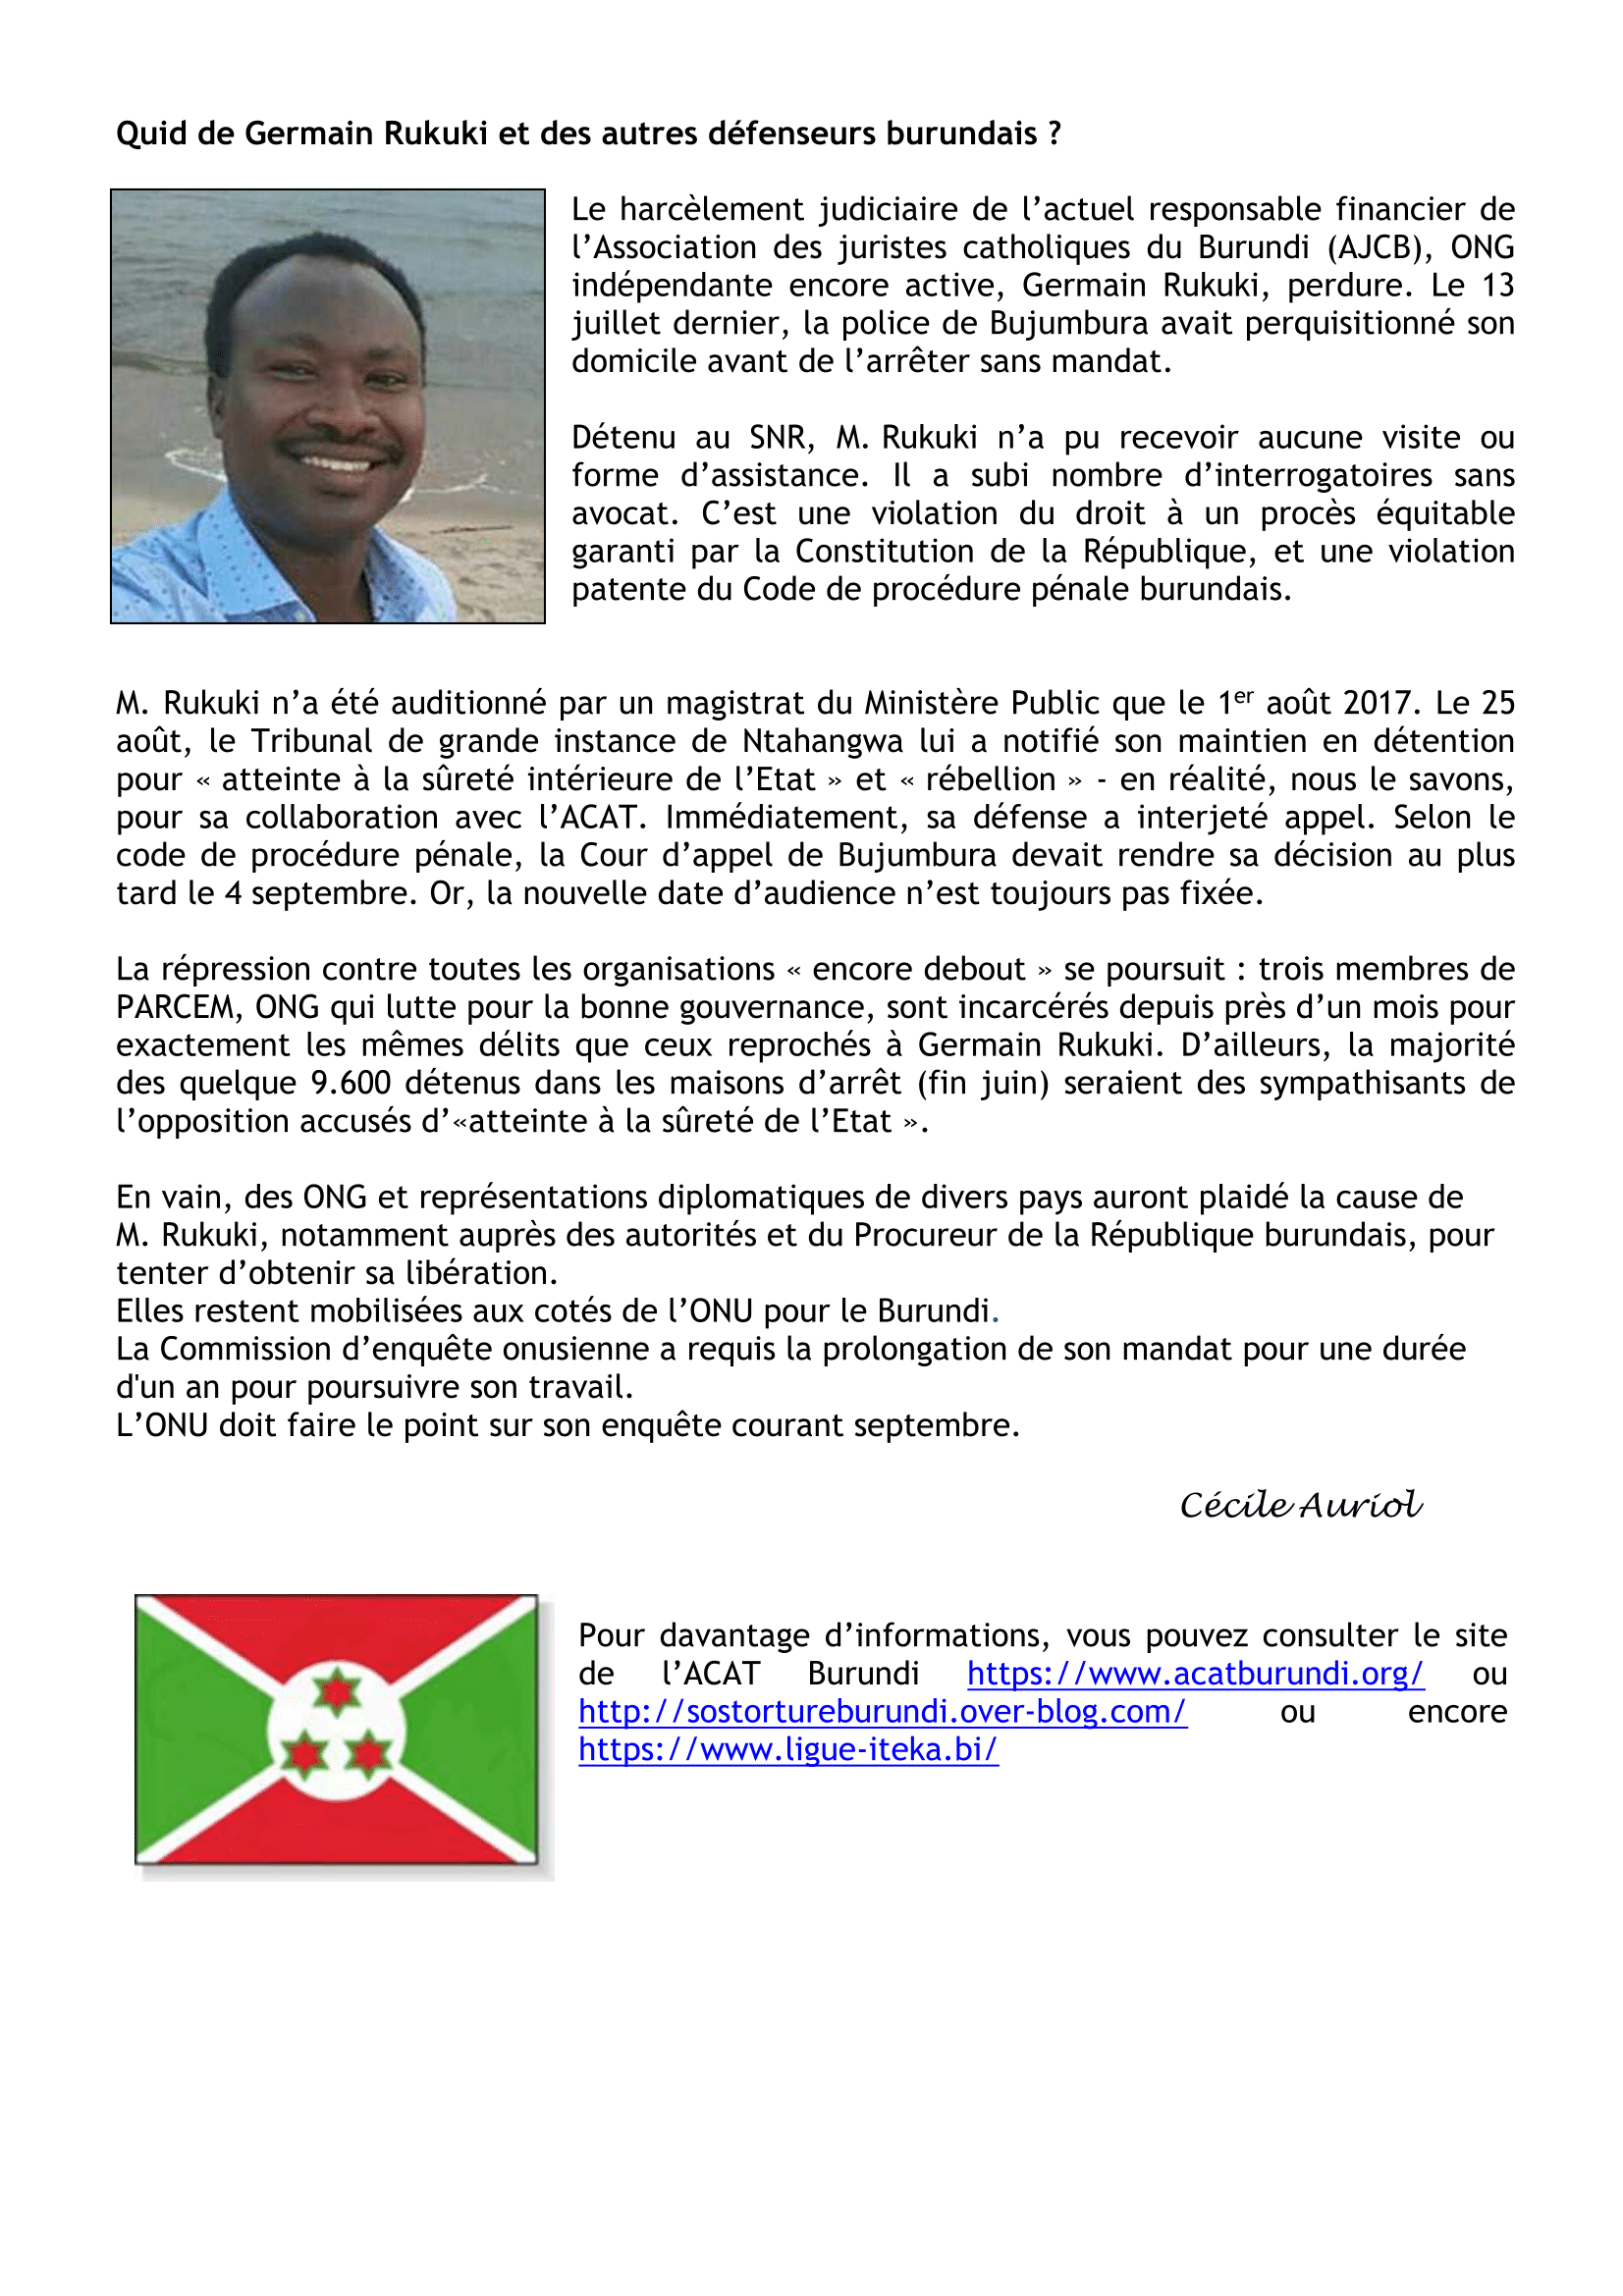 Quid de Germain Rukuki et des autres défenseurs burundais ?
Le harcèlement judiciaire de l’actuel responsable financier de
l’Association des juristes catholiques du Burundi (AJCB), ONG
indépendante encore active, Germain Rukuki, perdure. Le 13
juillet dernier, la police de Bujumbura avait perquisitionné son
domicile avant de l’arrêter sans mandat.
Détenu au SNR, M. Rukuki n’a pu recevoir aucune visite ou
forme d’assistance. Il a subi nombre d’interrogatoires sans
avocat. C’est une violation du droit à un procès équitable
garanti par la Constitution de la République, et une violation
patente du Code de procédure pénale burundais.
M. Rukuki n’a été auditionné par un magistrat du Ministère Public que le 1er août 2017. Le 25
août, le Tribunal de grande instance de Ntahangwa lui a notifié son maintien en détention
pour « atteinte à la sûreté intérieure de l’Etat » et « rébellion » - en réalité, nous le savons,
pour sa collaboration avec l’ACAT. Immédiatement, sa défense a interjeté appel. Selon le
code de procédure pénale, la Cour d’appel de Bujumbura devait rendre sa décision au plus
tard le 4 septembre. Or, la nouvelle date d’audience n’est toujours pas fixée.
La répression contre toutes les organisations « encore debout » se poursuit : trois membres de
PARCEM, ONG qui lutte pour la bonne gouvernance, sont incarcérés depuis près d’un mois pour
exactement les mêmes délits que ceux reprochés à Germain Rukuki. D’ailleurs, la majorité
des quelque 9.600 détenus dans les maisons d’arrêt (fin juin) seraient des sympathisants de
l’opposition accusés d’«atteinte à la sûreté de l’Etat ».
En vain, des ONG et représentations diplomatiques de divers pays auront plaidé la cause de
M. Rukuki, notamment auprès des autorités et du Procureur de la République burundais, pour
tenter d’obtenir sa libération.
Elles restent mobilisées aux cotés de l’ONU pour le Burundi.
La Commission d’enquête onusienne a requis la prolongation de son mandat pour une durée
d'un an pour poursuivre son travail.
L’ONU doit faire le point sur son enquête courant septembre.
Cécile Auriol
Pour davantage d’informations, vous pouvez consulter le site
de l’ACAT Burundi https://www.acatburundi.org/ ou
http://sostortureburundi.over-blog.com/ ou encore
https://www.ligue-iteka.bi/